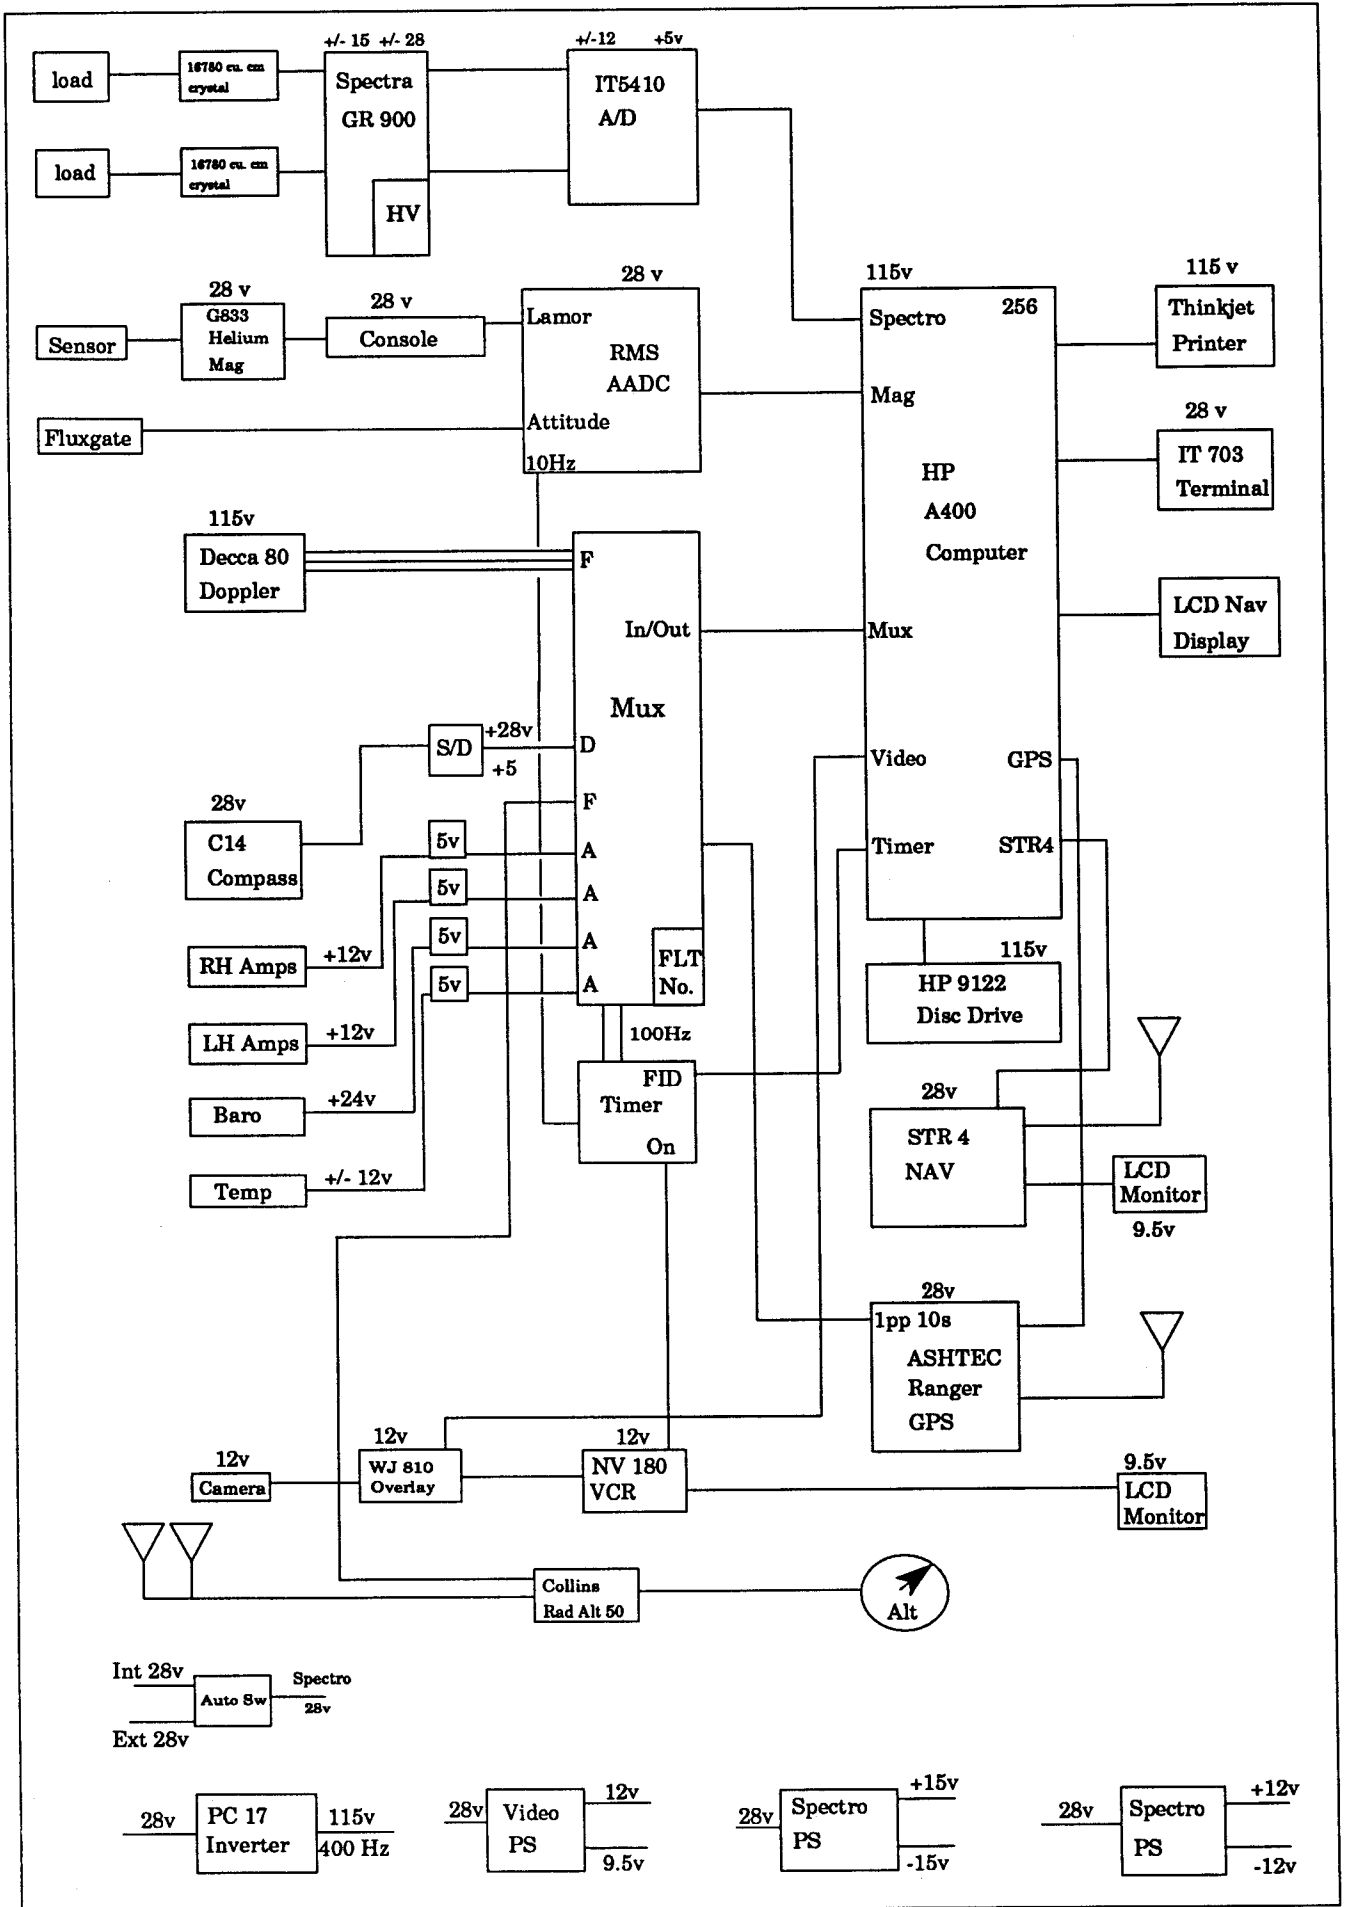 +/- 15 +/- 28
+/-12 +5v
load
16780 cu. cm
crystal
Spectra
GR 900
HV
IT5410
A/D
load
16780 cu. cm
crystal
28 v
G833
Helium
Mag
Sensor
28 v
Console
28 v
Lamor
RMS
AADC
Attitude
10Hz
Fluxgate
115v
Spectro
256
Mag
HP
A400
Computer
Mux
Video
GPS
Timer
STR4
115 v
Thinkjet
Printer
28 v
IT 703
Terminal
LCD Nav
Display
115v
Decca 80
Doppler
F
In/Out
Mux
D
F
A
A
A
A
FLT
No.
S/D
+28v
+5
28v
C14
Compass
5v
5v
5v
5v
RH Amps
+12v
LH Amps
+12v
Baro
+24v
Temp
+/- 12v
100Hz
FID
Timer
On
115v
HP 9122
Disc Drive
28v
STR 4
NAV
LCD
Monitor
9.5v
28v
1pp 10s
ASHTEC
Ranger
GPS
12v
Camera
12v
WJ 810
Overlay
12v
NV 180
VCR
9.5v
LCD
Monitor
Collins
Rad Alt 50
Alt
Int 28v
Ext 28v
Auto Sw
Spectro
28v
28v
PC 17
Inverter
115v
400 Hz
28v
Video
PS
12v
9.5v
28v
Spectro
PS
+15v
-15v
28v
Spectro
PS
+12v
-12v